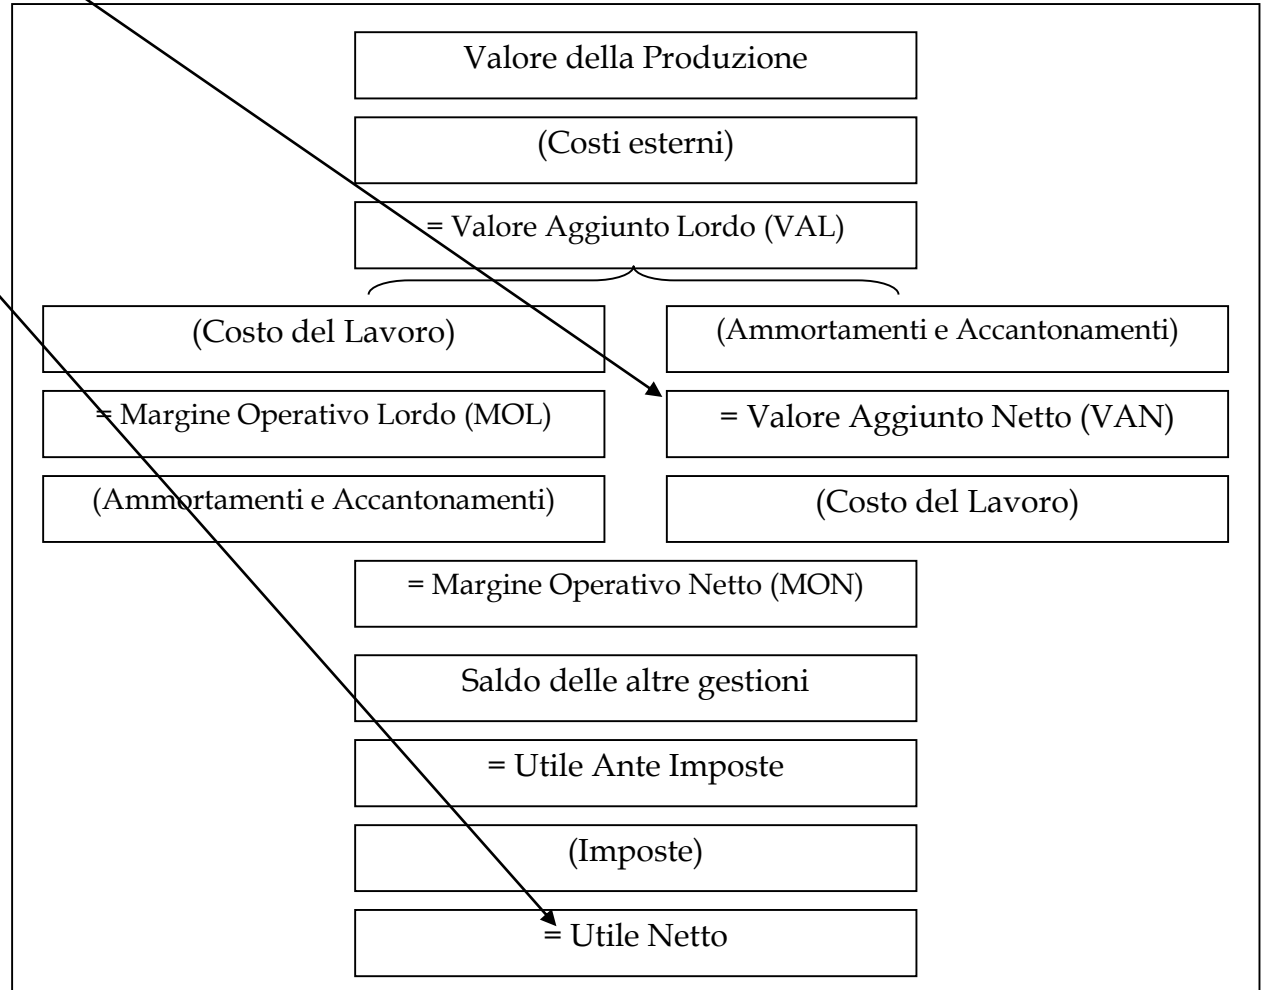 Valore della Produzione
(Costi esterni)
= Valore Aggiunto Lordo (VAL)
(Costo del Lavoro)
(Ammortamenti e Accantonamenti)
= Margine Operativo Lordo (MOL)
= Valore Aggiunto Netto (VAN)
(Ammortamenti e Accantonamenti)
(Costo del Lavoro)
= Margine Operativo Netto (MON)
Saldo delle altre gestioni
= Utile Ante Imposte
(Imposte)
= Utile Netto